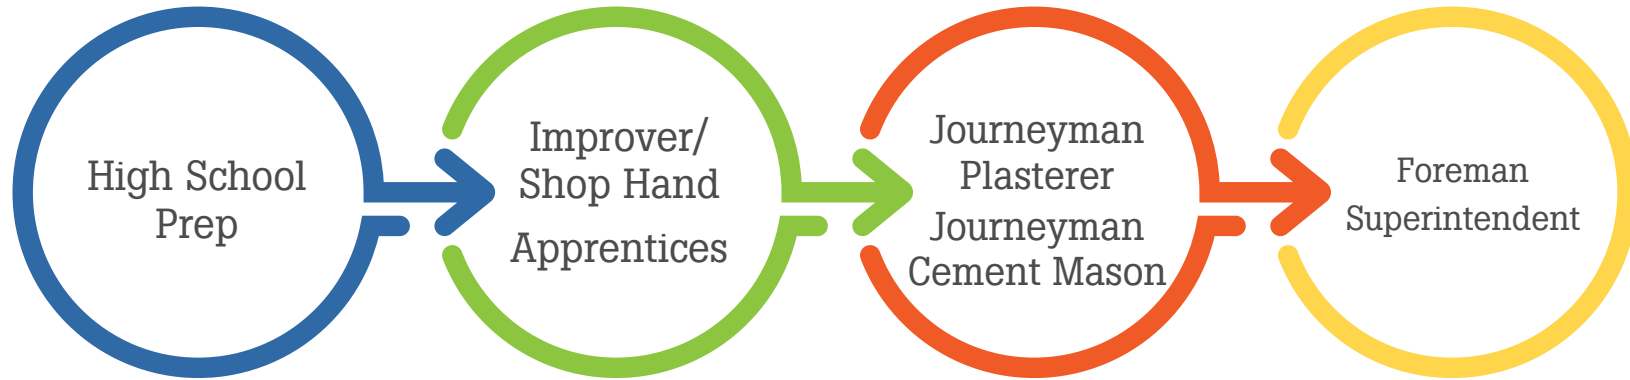 High School
Prep
Improver/
Shop Hand
Apprentices
Journeyman
Plasterer
Journeyman
Cement Mason
Foreman
Superintendent